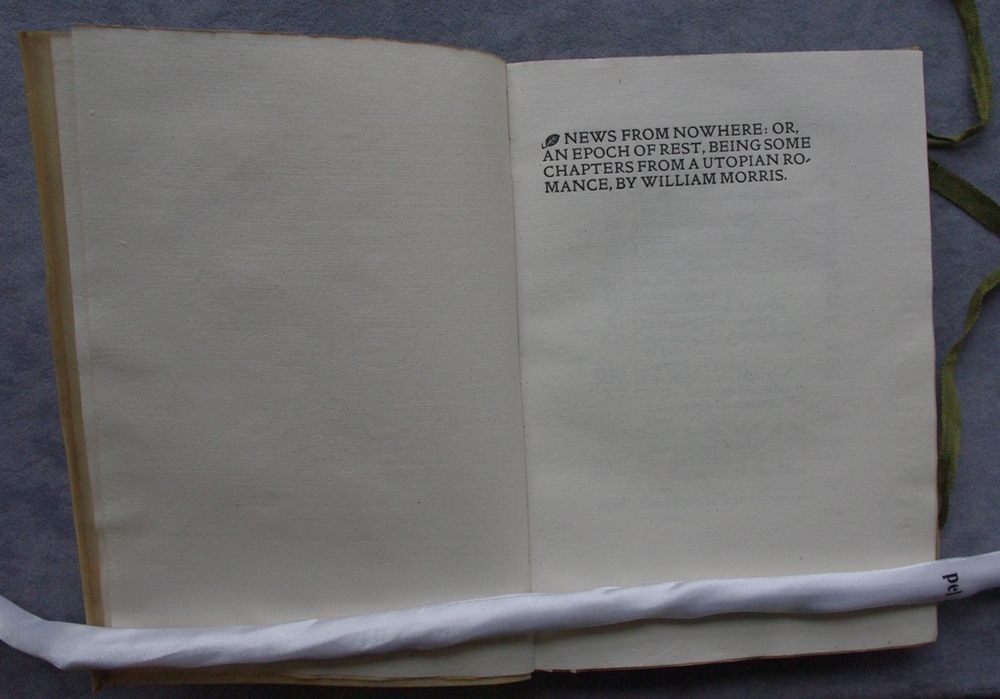 NEWS FROM NOWHERE: OR,
AN EPOCH OF REST, BEING SOME
CHAPTERS FROM A UTOPIAN RO-
MANCE, BY WILLIAM MORRIS.